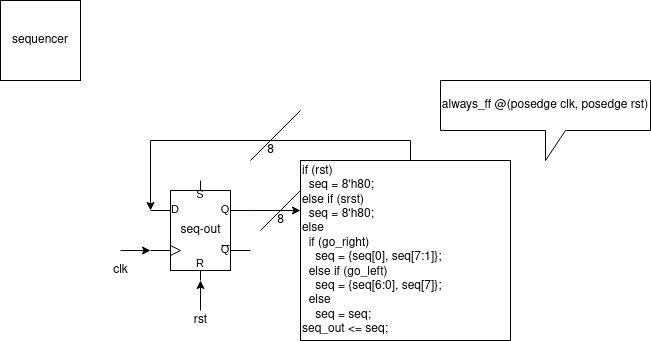 sequencer
always_ff @(posedge clk, posedge rst)
8
if (rst)
  seq = 8'h80;
else if (srst)
  seq = 8'h80;
else
  if (go_right)
    seq = {seq[0], seq[7:1]};
  else if (go_left)
    seq = {seq[6:0], seq[7]};
  else
    seq = seq;
seq_out <= seq;
S
D
Q
8
seq-out
Q
R
clk
rst